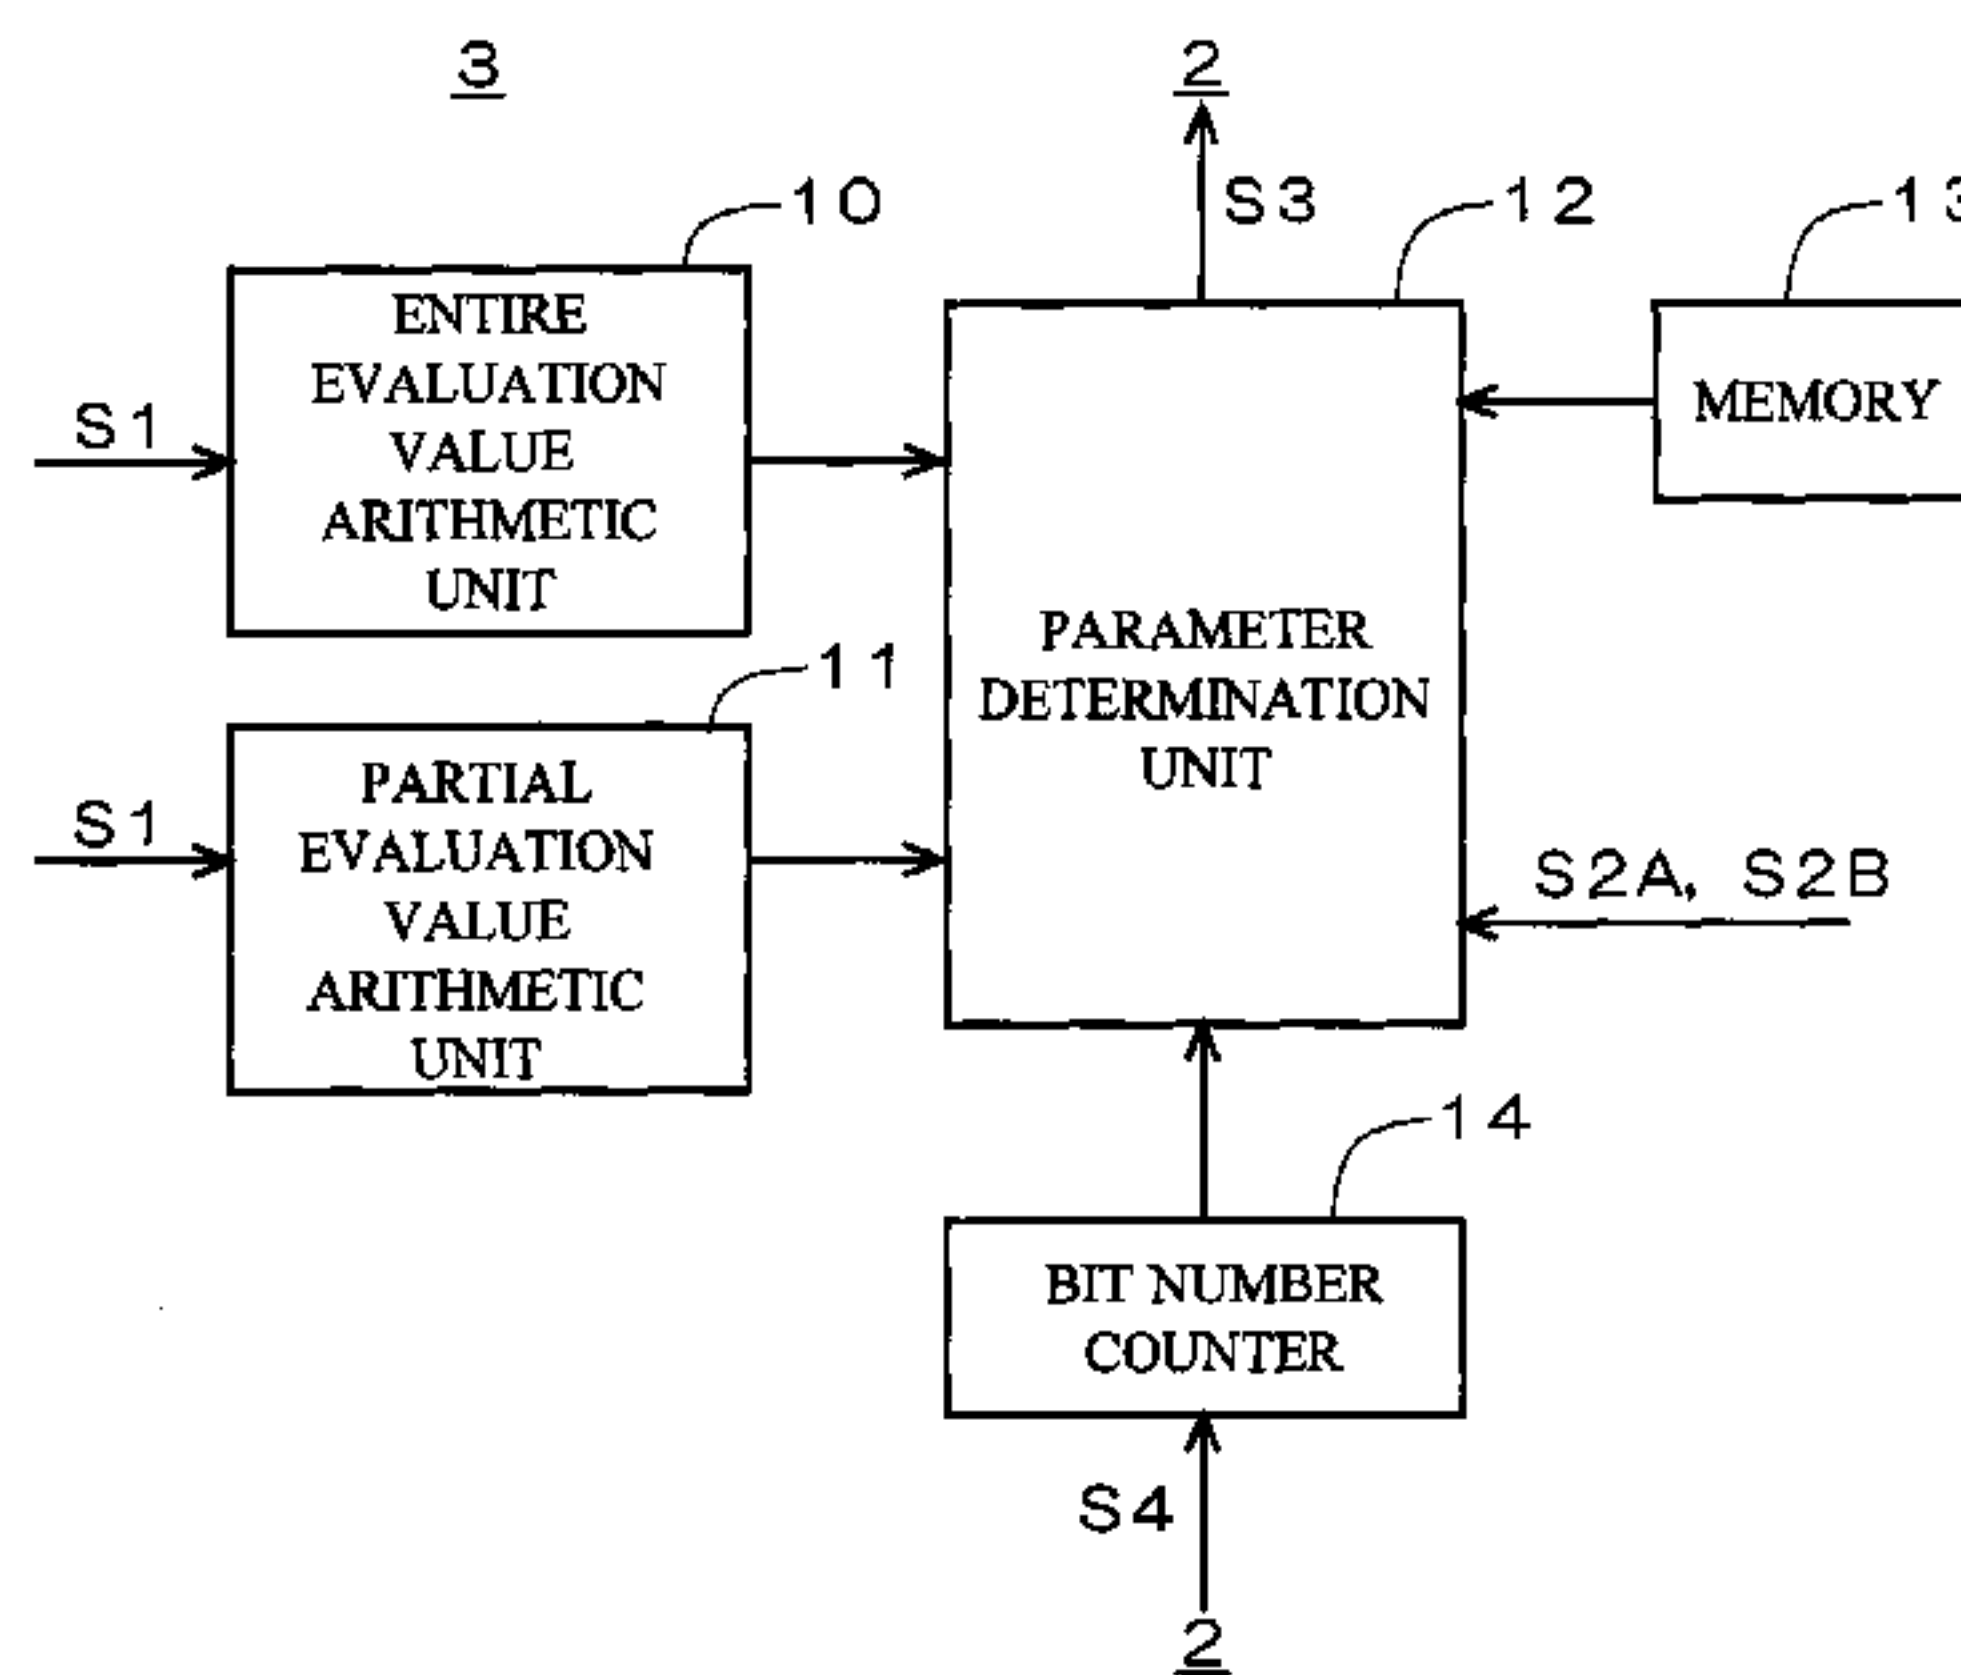 3
2
10
S3
12
13
ENTIRE
EVALUATION
VALUE
ARITHMETIC
UNIT
S1
MEMORY
11
PARAMETER
DETERMINATION
UNIT
PARTIAL
EVALUATION
VALUE
ARITHMETIC
UNIT
S1
S2A, S2B
14
BIT NUMBER
COUNTER
S4
2